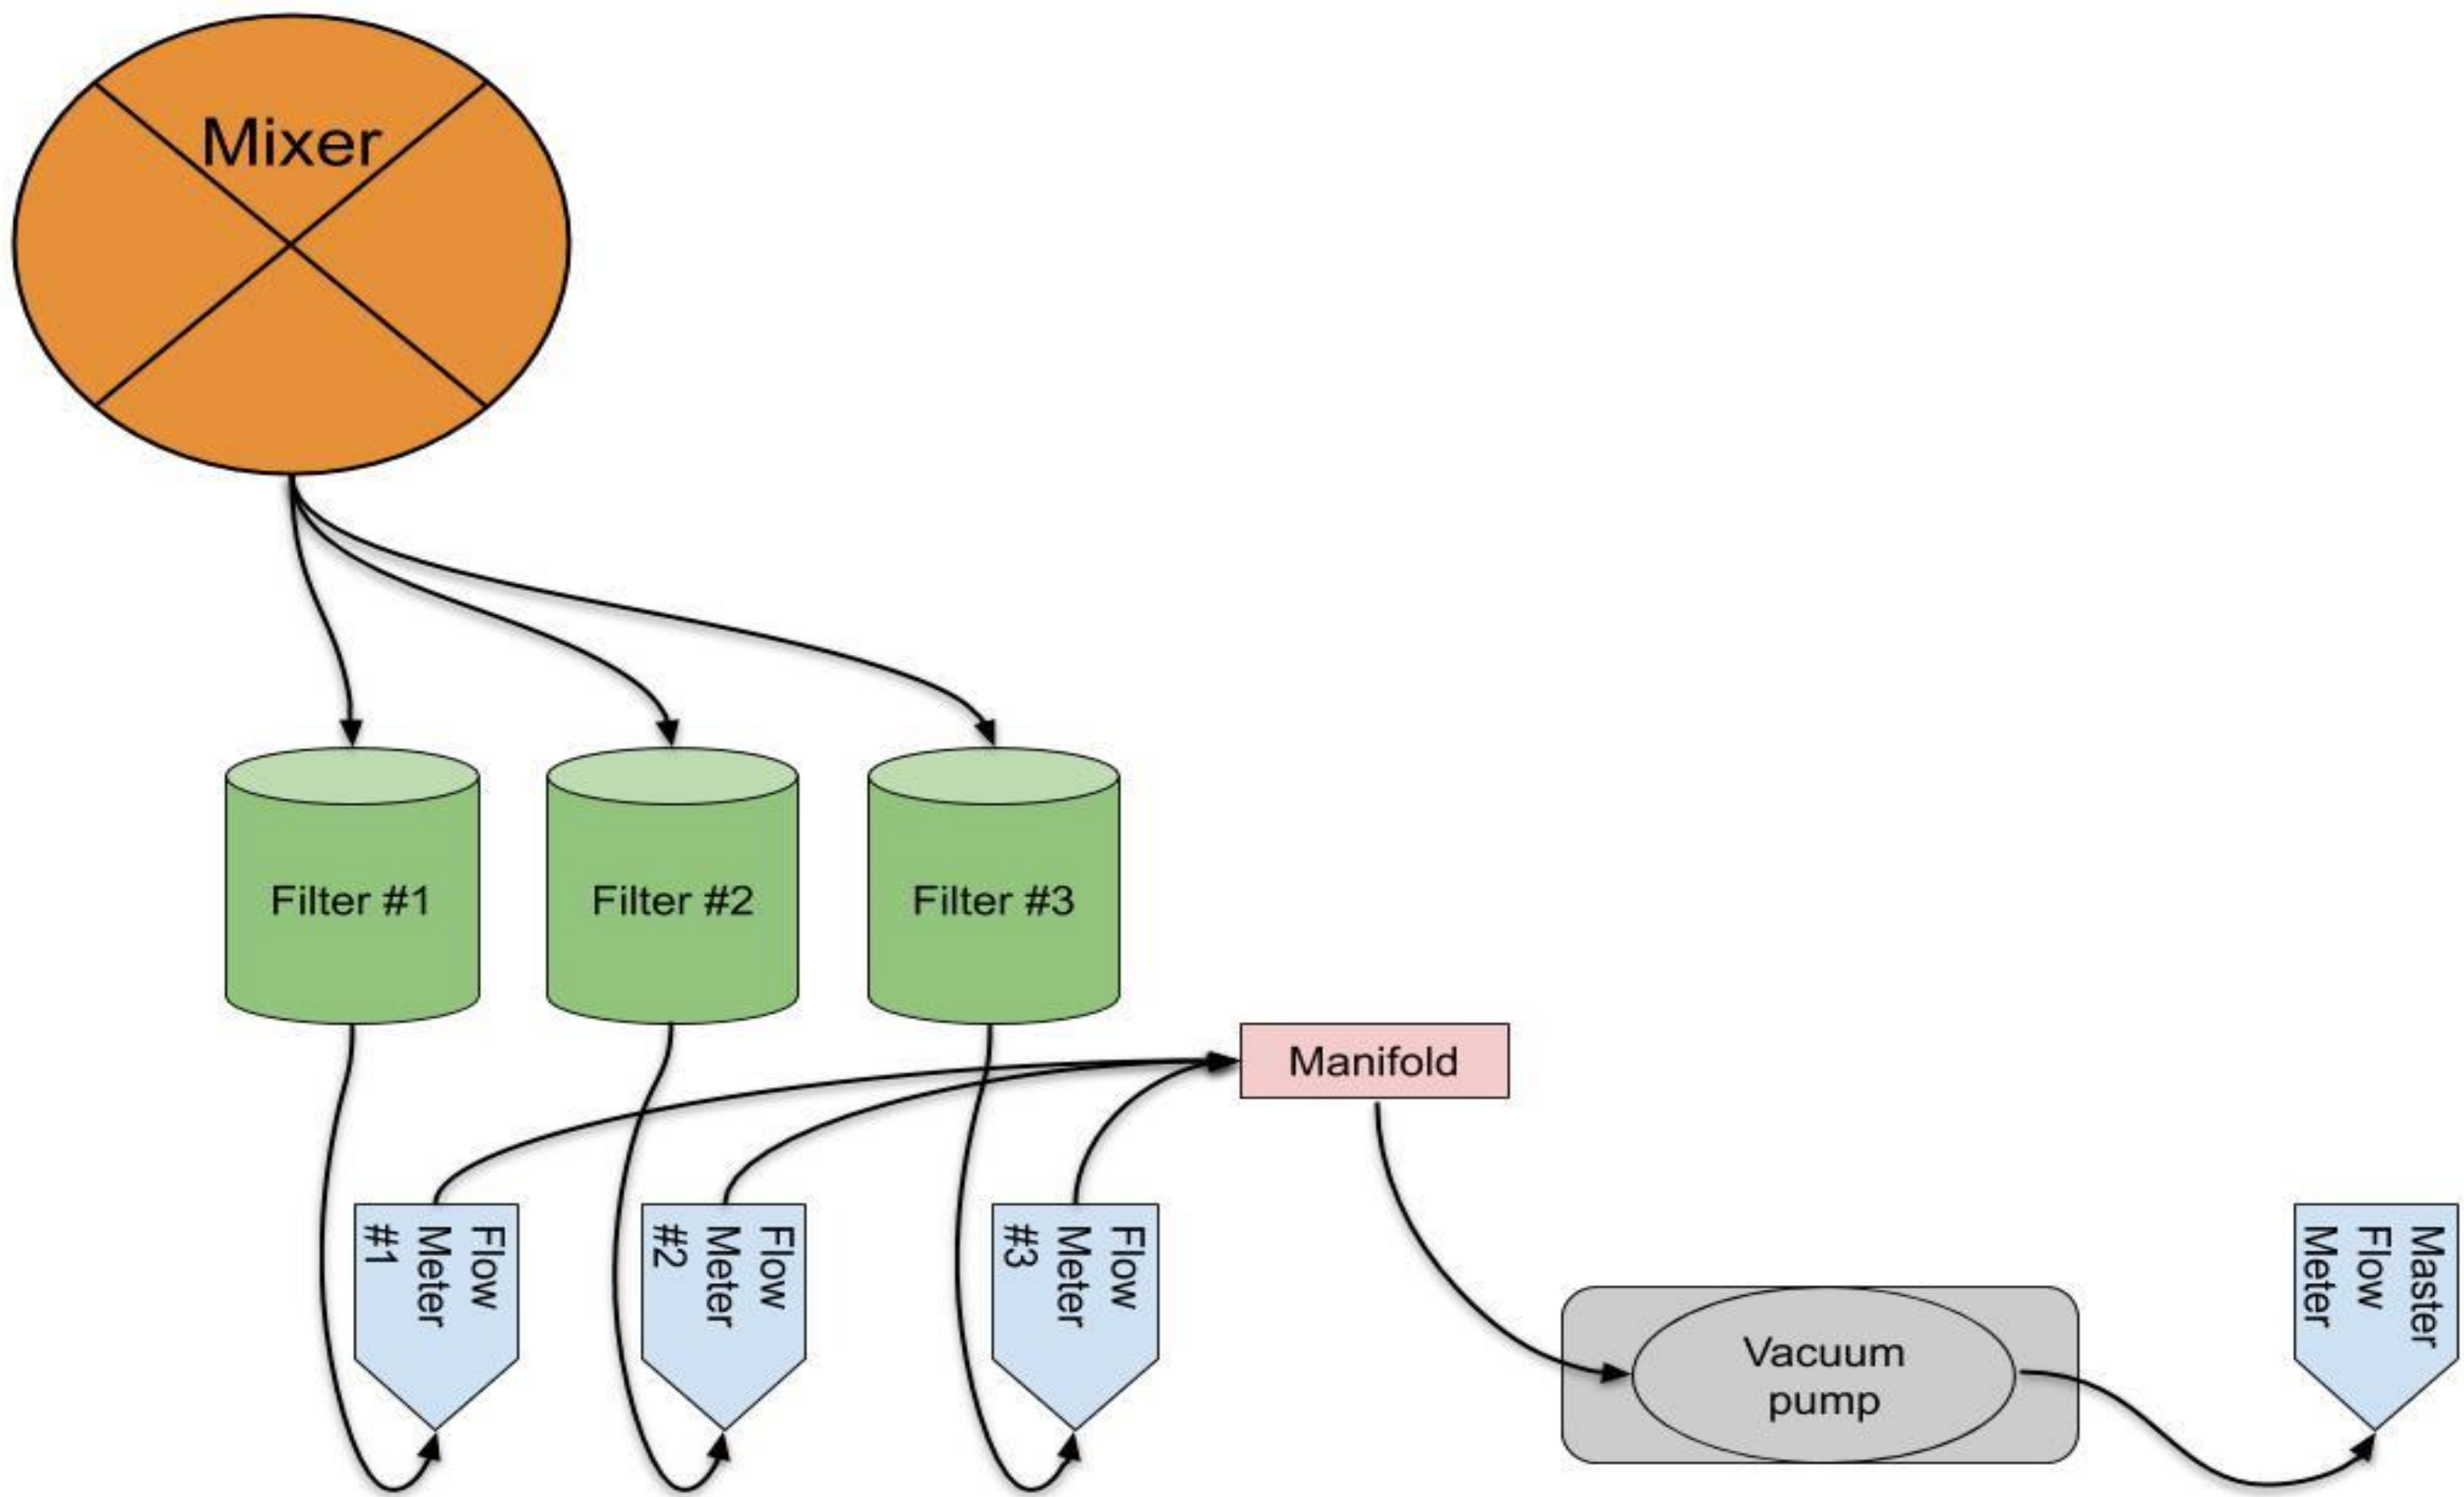 Mixer
Filter #1
Filter #2
Filter #3
Manifold
Flow
Meter
#1
Flow
Meter
#2
Flow
Meter
#3
Vacuum
pump
Master
Flow
Meter